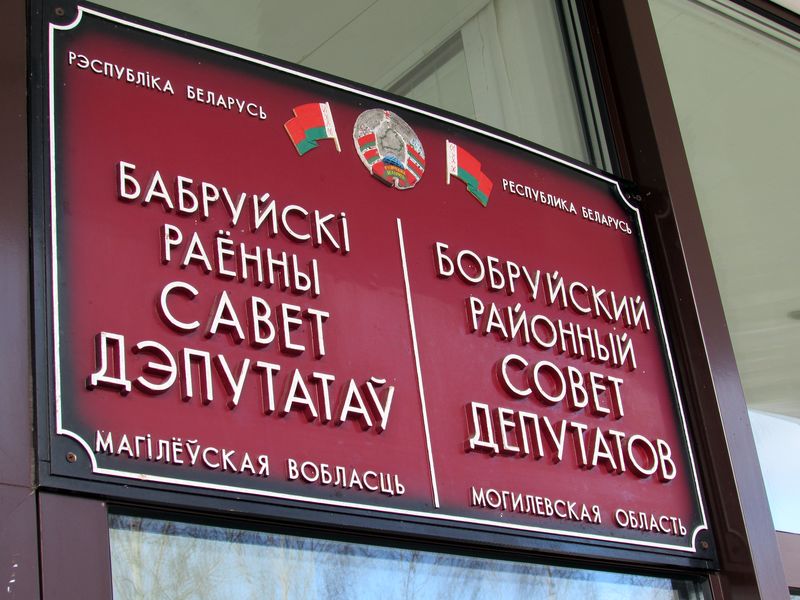 РЭСПУБЛІКА БЕЛАРУСЬ
БАБРУЙСКІ
РАЁННЫ
САВЕТ
ДЭПУТАТАЎ
МАГІЛЁЎСКАЯ ВОБЛАСЦЬ
РЕСПУБЛИКА БЕЛАРУСЬ
БОБРУЙСКИЙ
РАЙОННЫЙ
СОВЕТ
ДЕПУТАТОВ
МОГИЛЕВСКАЯ ОБЛАСТЬ